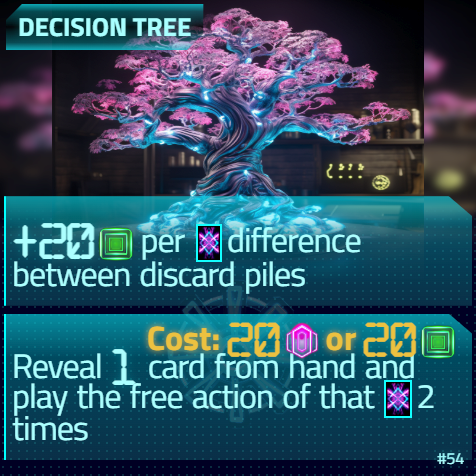 DECISION TREE
+20 per difference
between discard piles
Cost: 20 or 20
Reveal 1 card from hand and
play the free action of that 2
times
#54